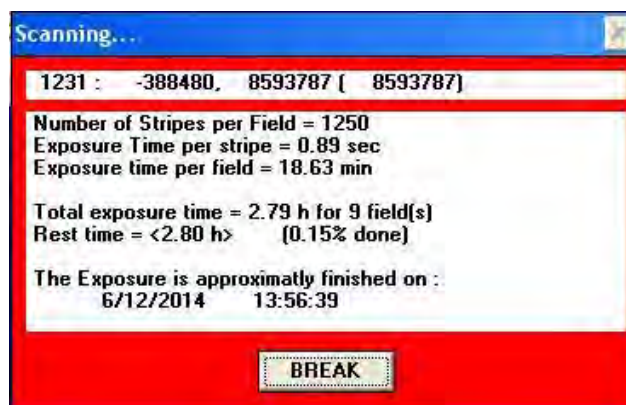 Scanning...
1231 : -388480, 8593787 ( 8593787)
Number of Stripes per Field = 1250
Exposure Time per stripe = 0.89 sec
Exposure time per field = 18.63 min
Total exposure time = 2.79 h for 9 field(s)
Rest time = <2.80 h> (0.15% done)
The Exposure is approximatly finished on :
6/12/2014 13:56:39
BREAK